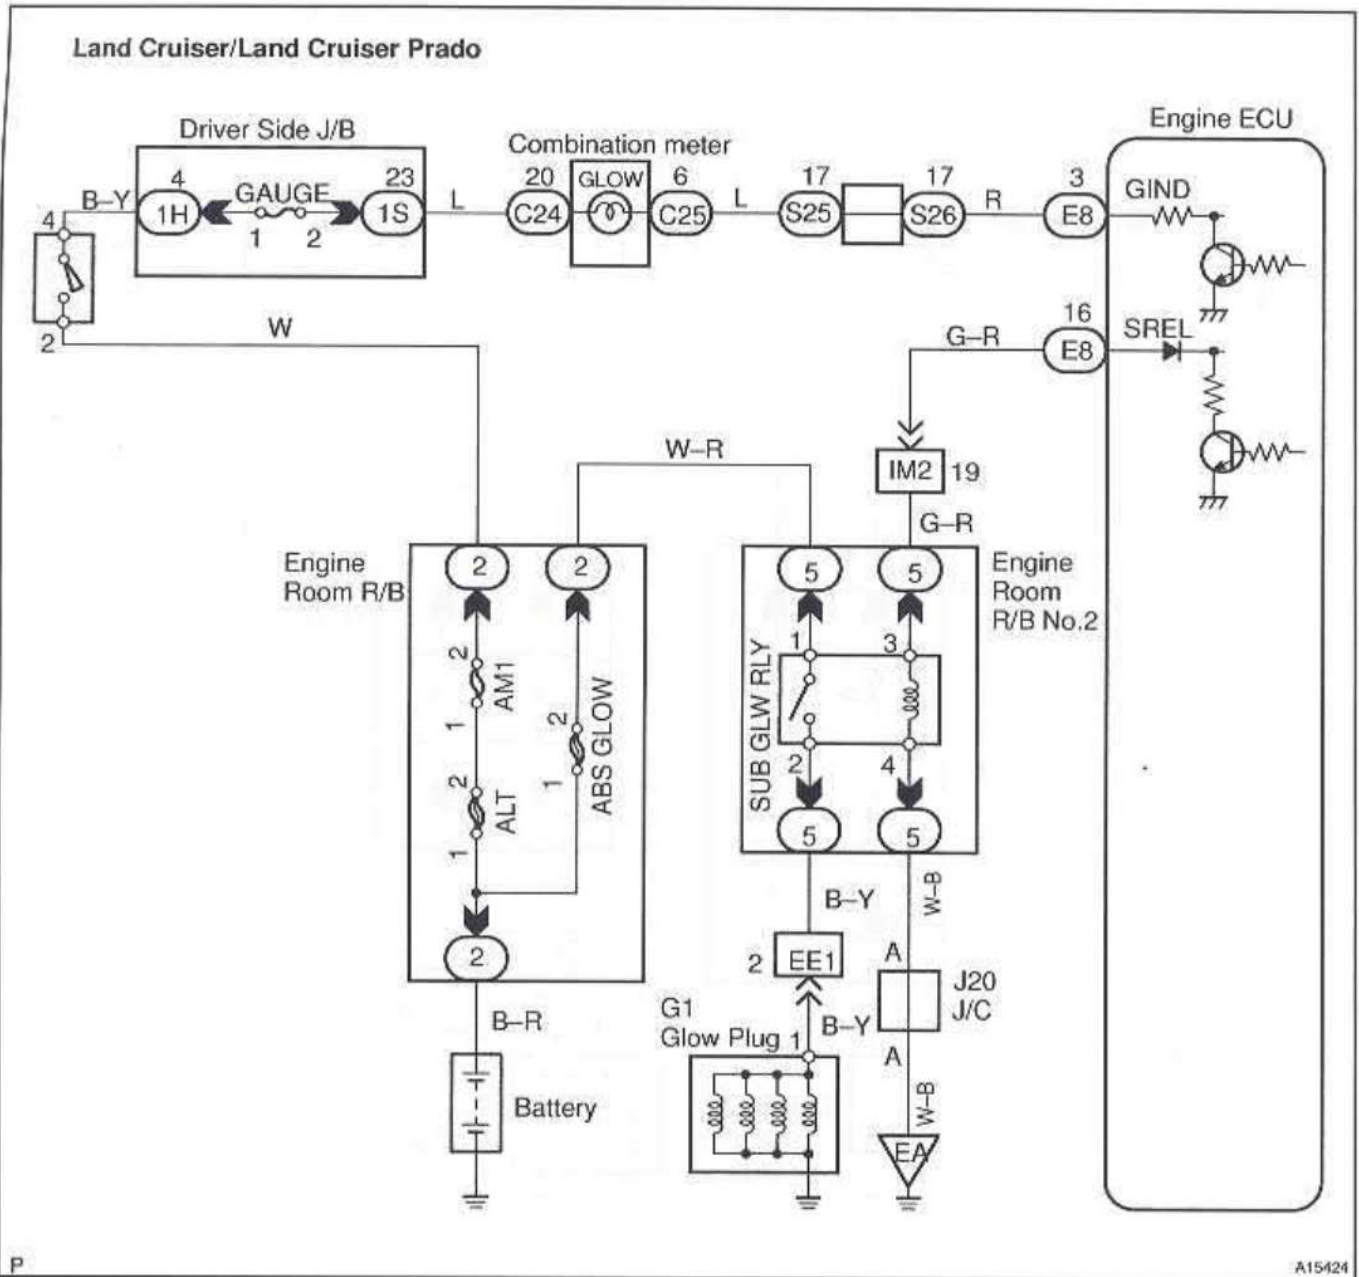 Land Cruiser/Land Cruiser Prado
Engine ECU
Driver Side J/B
Combination meter
4
GAUGE
23
20
GLOW
6
17
17
3
GIND
B–Y
1H
1
2
1S
L
C24
C25
L
S25
S26
R
E8
4
2
W
16
SREL
G–R
E8
W–R
IM2
19
G–R
Engine
Room R/B
2
2
5
5
Engine
Room
R/B No.2
2
AM1
1
2
ALT
1
2
ABS GLOW
1
SUB GLW RLY
1
3
2
4
5
5
2
B–Y
W–B
2
EE1
A
J20
J/C
B–R
G1
Glow Plug
1
B–Y
A
W–B
Battery
EA
P
A15424